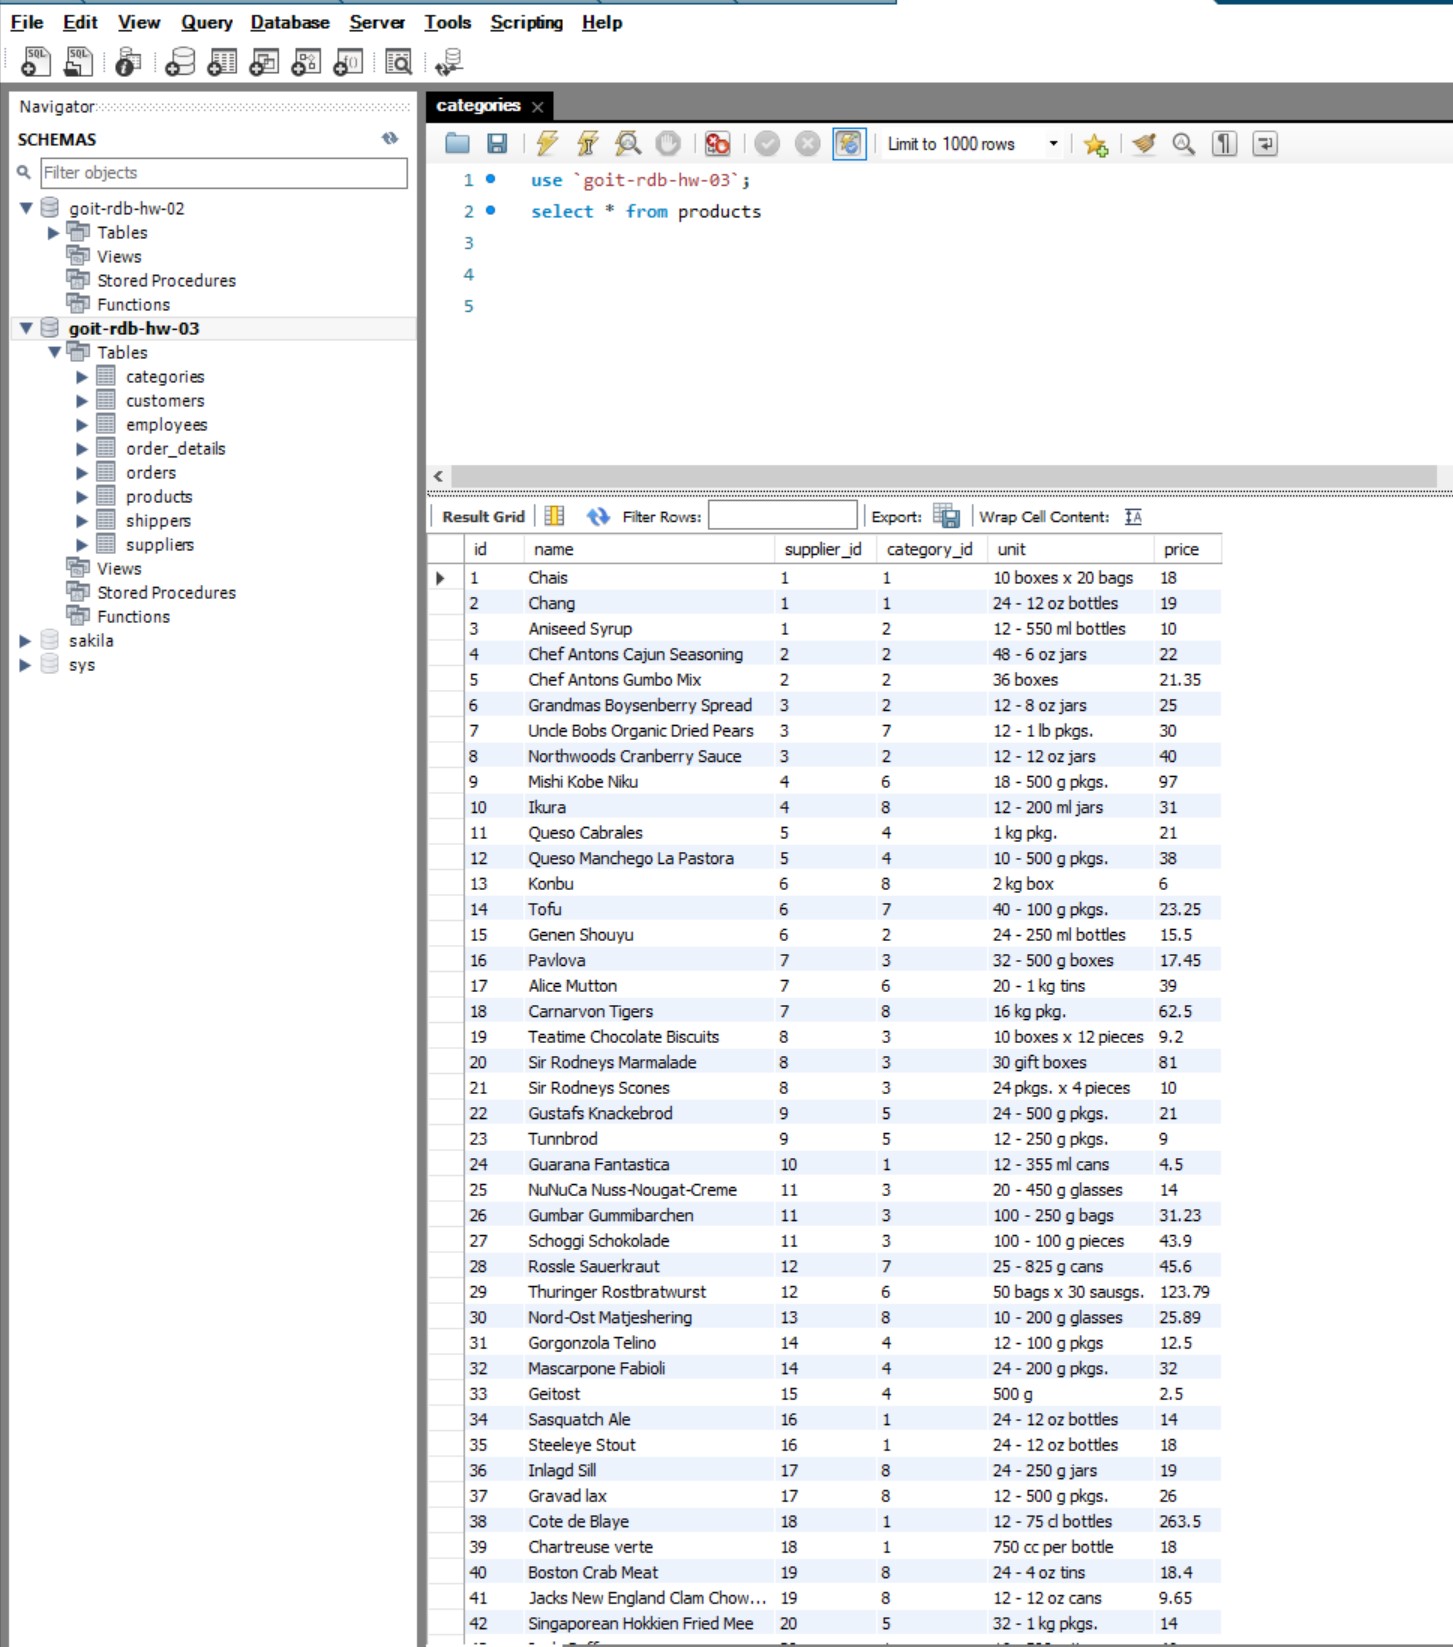 File Edit View Query Database Server Tools Scripting Help
Navigator
SCHEMAS
Filter objects
goit-rdb-hw-02
Tables
Views
Stored Procedures
Functions
goit-rdb-hw-03
Tables
categories
customers
employees
order_details
orders
products
shippers
suppliers
Views
Stored Procedures
Functions
sakila
sys
categories
Limit to 1000 rows
1 use `goit-rdb-hw-03`;
2 select * from products
3
4
5
Result Grid Filter Rows: Export: Wrap Cell Content:
id name supplier_id category_id unit price
1 Chais 1 1 10 boxes x 20 bags 18
2 Chang 1 1 24 - 12 oz bottles 19
3 Aniseed Syrup 1 2 12 - 550 ml bottles 10
4 Chef Antons Cajun Seasoning 2 2 48 - 6 oz jars 22
5 Chef Antons Gumbo Mix 2 2 36 boxes 21.35
6 Grandmas Boysenberry Spread 3 2 12 - 8 oz jars 25
7 Uncle Bobs Organic Dried Pears 3 7 12 - 1 lb pkgs. 30
8 Northwoods Cranberry Sauce 3 2 12 - 12 oz jars 40
9 Mishi Kobe Niku 4 6 18 - 500 g pkgs. 97
10 Ikura 4 8 12 - 200 ml jars 31
11 Queso Cabrales 5 4 1 kg pkg. 21
12 Queso Manchego La Pastora 5 4 10 - 500 g pkgs. 38
13 Konbu 6 8 2 kg box 6
14 Tofu 6 7 40 - 100 g pkgs. 23.25
15 Genen Shouyu 6 2 24 - 250 ml bottles 15.5
16 Pavlova 7 3 32 - 500 g boxes 17.45
17 Alice Mutton 7 6 20 - 1 kg tins 39
18 Carnarvon Tigers 7 8 16 kg pkg. 62.5
19 Teatime Chocolate Biscuits 8 3 10 boxes x 12 pieces 9.2
20 Sir Rodneys Marmalade 8 3 30 gift boxes 81
21 Sir Rodneys Scones 8 3 24 pkgs. x 4 pieces 10
22 Gustafs Knackebrod 9 5 24 - 500 g pkgs. 21
23 Tunnbrod 9 5 12 - 250 g pkgs. 9
24 Guarana Fantastica 10 1 12 - 355 ml cans 4.5
25 NuNuCa Nuss-Nougat-Creme 11 3 20 - 450 g glasses 14
26 Gumbar Gummibarchen 11 3 100 - 250 g bags 31.23
27 Schoggi Schokolade 11 3 100 - 100 g pieces 43.9
28 Rossle Sauerkraut 12 7 25 - 825 g cans 45.6
29 Thuringer Rostbratwurst 12 6 50 bags x 30 sausgs. 123.79
30 Nord-Ost Matjeshering 13 8 10 - 200 g glasses 25.89
31 Gorgonzola Telino 14 4 12 - 100 g pkgs 12.5
32 Mascarpone Fabioli 14 4 24 - 200 g pkgs. 32
33 Geitost 15 4 500 g 2.5
34 Sasquatch Ale 16 1 24 - 12 oz bottles 14
35 Steeleye Stout 16 1 24 - 12 oz bottles 18
36 Inlagd Sill 17 8 24 - 250 g jars 19
37 Gravad lax 17 8 12 - 500 g pkgs. 26
38 Cote de Blaye 18 1 12 - 75 cl bottles 263.5
39 Chartreuse verte 18 1 750 cc per bottle 18
40 Boston Crab Meat 19 8 24 - 4 oz tins 18.4
41 Jacks New England Clam Chow... 19 8 12 - 12 oz cans 9.65
42 Singaporean Hokkien Fried Mee 20 5 32 - 1 kg pkgs. 14